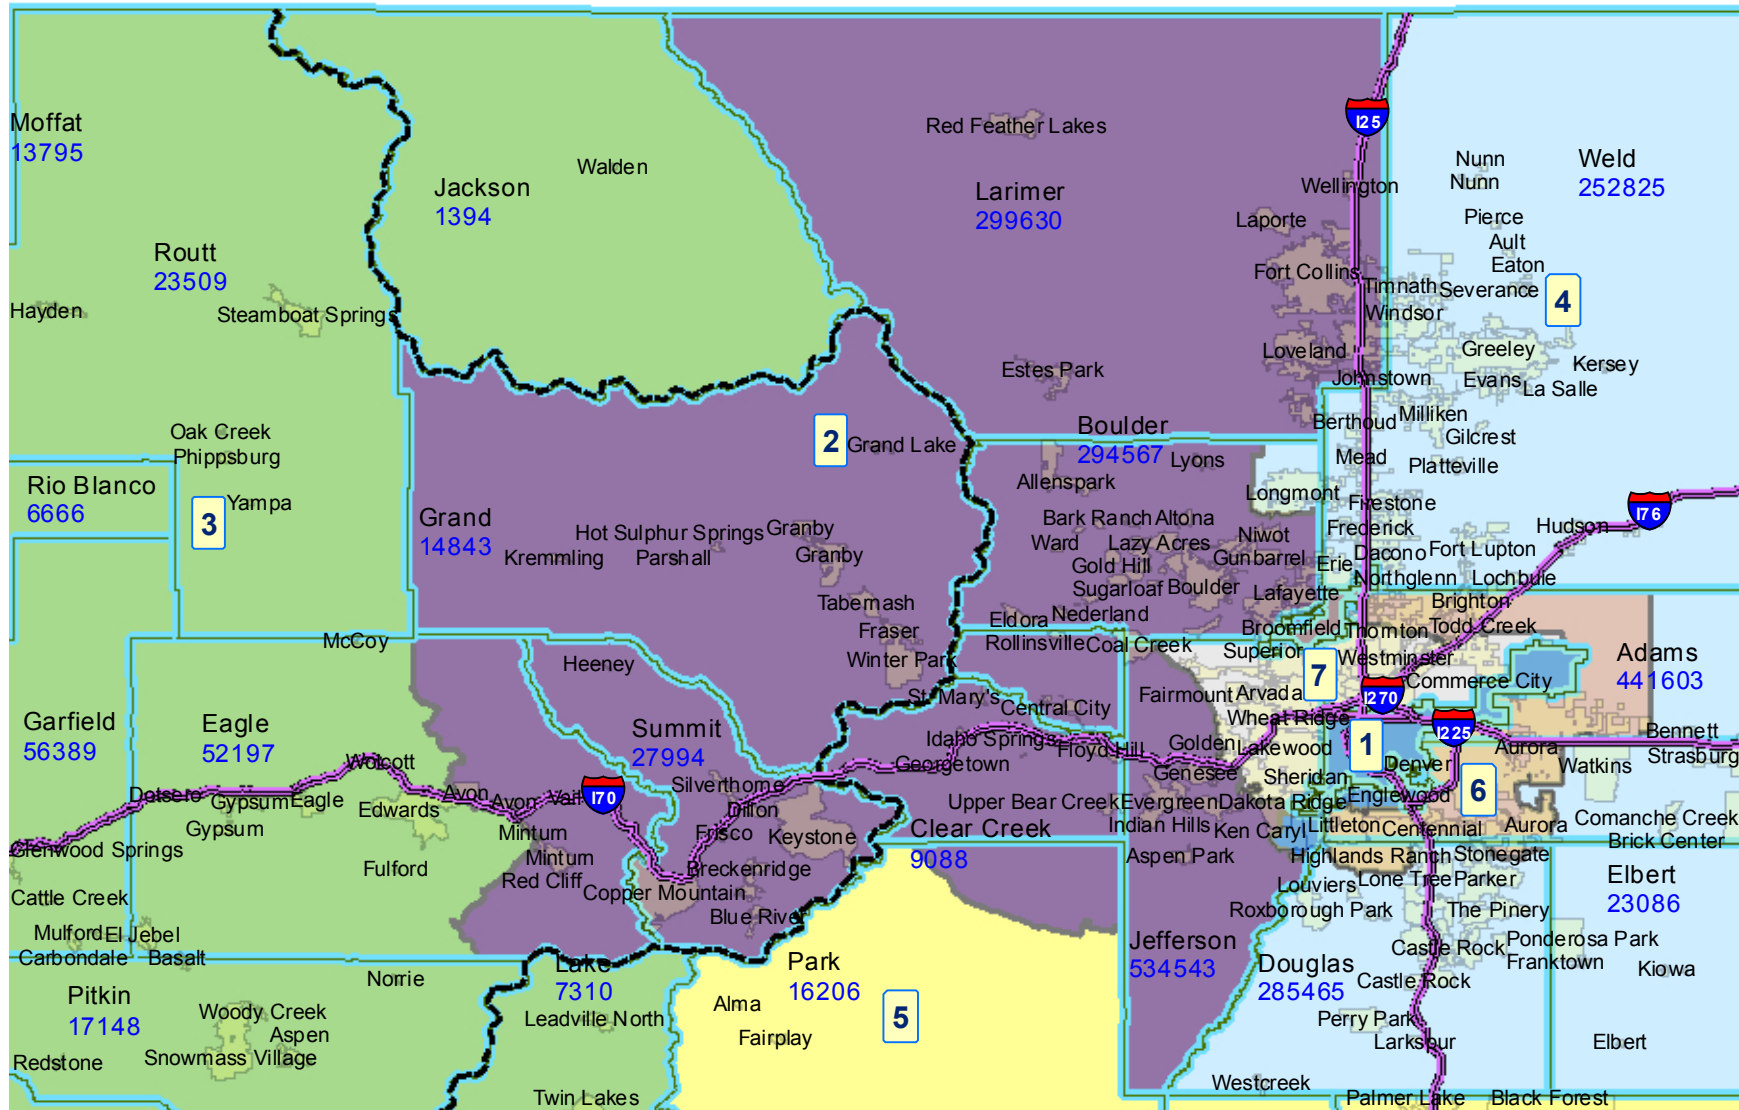 I25
Moffat
13795
Red Feather Lakes
Walden
Nunn
Nunn
Weld
252825
Jackson
1394
Larimer
299630
Wellington
Laporte
Pierce
Ault
Eaton
Routt
23509
Hayden
Steamboat Springs
Fort Collins
Timnath
Severance
Windsor
4
Loveland
Greeley
Kersey
Estes Park
Johnstown
Evans
La Salle
Berthoud
Milliken
Gilcrest
Oak Creek
Phippsburg
2
Grand Lake
Boulder
294567
Lyons
Mead
Platteville
Rio Blanco
6666
Yampa
3
Allenspark
Longmont
Firestone
I76
Grand
14843
Hot Sulphur Springs
Granby
Kremmling
Parshall
Granby
Bark Ranch
Altona
Ward
Lazy Acres
Niwot
Gold Hill
Gunbarrel
Frederick
Hudson
Erie
Dacono
Fort Lupton
Sugarloaf
Boulder
Lafayette
Northglenn
Lochbuie
Tabernash
Eldora
Nederland
Brighton
Fraser
McCoy
Rollinsville
Coal Creek
Broomfield
Thornton
Todd Creek
Heeney
Winter Park
Superior
Westminster
7
Adams
441603
St. Mary's
Central City
Fairmount
Arvada
I270
Commerce City
Garfield
56389
Eagle
52197
Summit
27994
Wheat Ridge
I225
Bennett
Idaho Springs
Floyd Hill
Golden
Lakewood
1
Aurora
Strasburg
Wolcott
Georgetown
Genesee
Sheridan
Denver
Watkins
Dotsero
Gypsum
Eagle
Avon
Avon
Vail
I70
Silverthorne
Dillon
Upper Bear Creek
Evergreen
Dakota Ridge
Englewood
6
Gypsum
Edwards
Minturn
Frisco
Keystone
Clear Creek
9088
Indian Hills
Ken Caryl
Littleton
Centennial
Aurora
Comanche Creek
Brick Center
Glenwood Springs
Fulford
Minturn
Red Cliff
Breckenridge
Copper Mountain
Aspen Park
Highlands Ranch
Stonegate
Cattle Creek
Blue River
Louviers
Lone Tree
Parker
Elbert
23086
Mulford
El Jebel
Roxborough Park
The Pinery
Carbondale
Basalt
Jefferson
534543
Castle Rock
Ponderosa Park
Franktown
Kiowa
Norrie
Lake
7310
Park
16206
Douglas
285465
Castle Rock
Pitkin
17148
Woody Creek
Aspen
Leadville North
Alma
5
Perry Park
Redstone
Snowmass Village
Fairplay
Larkspur
Elbert
Twin Lakes
Westcreek
Palmer Lake
Black Forest